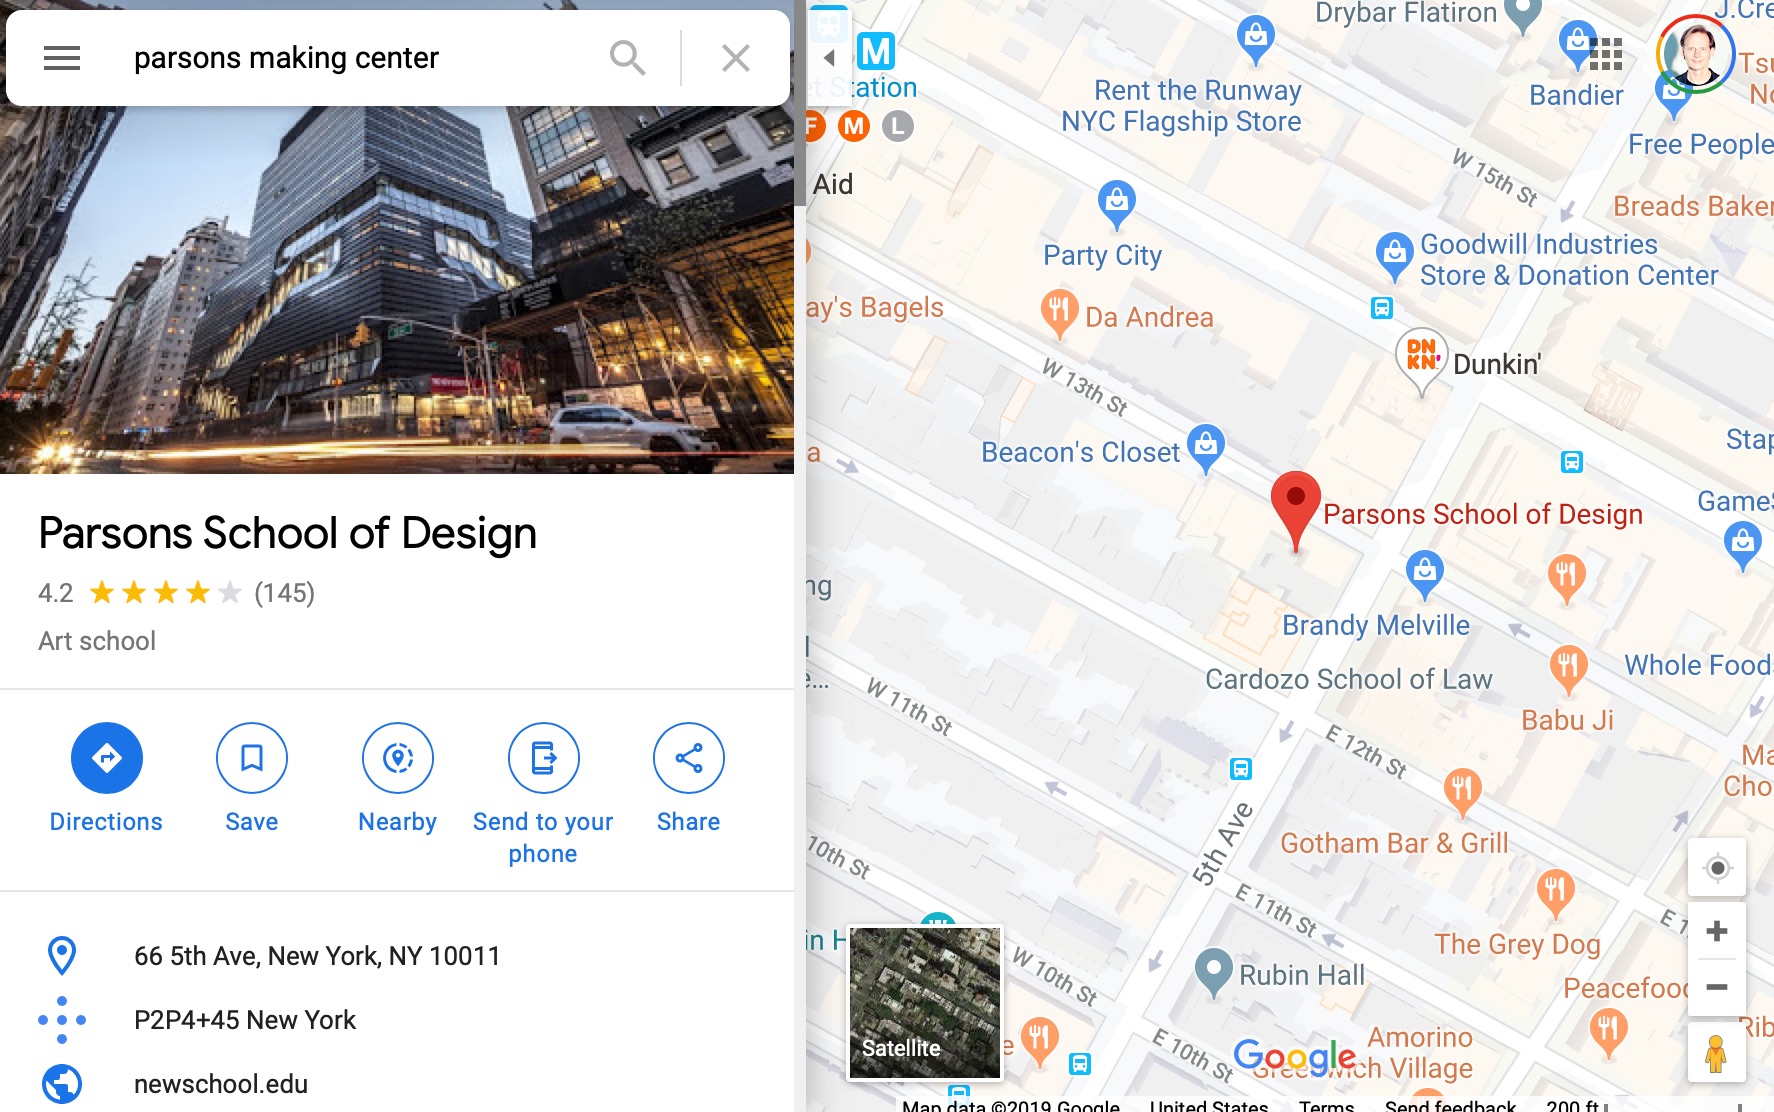 parsons making center
Parsons School of Design
4.2
(145)
Art school
Directions
Save
Nearby
Send to your
phone
Share
66 5th Ave, New York, NY 10011
P2P4+45 New York
newschool.edu
Drybar Flatiron
J.Cre
M
et Station
F
M
L
Rent the Runway
NYC Flagship Store
Bandier
Tsu
No
Free People
Aid
W 15th St
Breads Baker
Party City
Goodwill Industries
Store & Donation Center
ay's Bagels
Da Andrea
DN
KN'
Dunkin'
W 13th St
Beacon's Closet
a
Stap
GameS
Parsons School of Design
ng
Brandy Melville
Cardozo School of Law
Whole Foods
e...
W 11th St
Babu Ji
E 12th St
Ma
Cho
5th Ave
Gotham Bar & Grill
10th St
E 11th St
E 1
in H
The Grey Dog
W 10th St
Rubin Hall
Peacefood
Satellite
e
E 10th St
Google
Amorino
Greenwich Village
Rib
Map data ©2019 Google
United States
Terms
Send feedback
200 ft